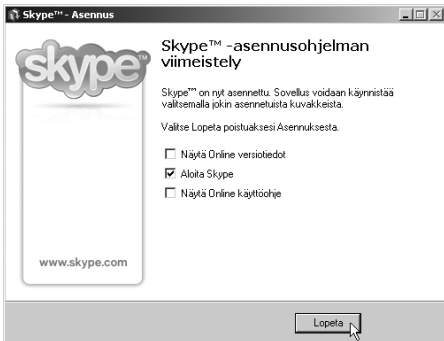 Skype™ - Asennus
skype
Skype™ -asennusohjelman
viimeistely
Skype™ on nyt asennettu. Sovellus voidaan käynnistää
valitsemalla jokin asennetuista kuvakkeista.
Valitse Lopeta poistuaksesi Asennuksesta.
Näytä Online versiotiedot
Aloita Skype
Näytä Online käyttöohje
www.skype.com
Lopeta